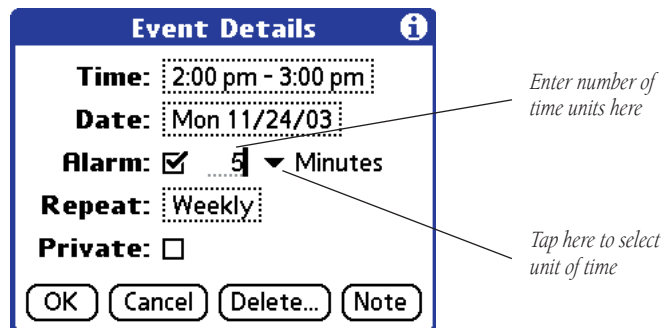 Event Details
Time: 2:00 pm - 3:00 pm
Date: Mon 11/24/03
Alarm: 5 Minutes
Repeat: Weekly
Private:
OK Cancel Delete... Note
Enter number of
time units here
Tap here to select
unit of time